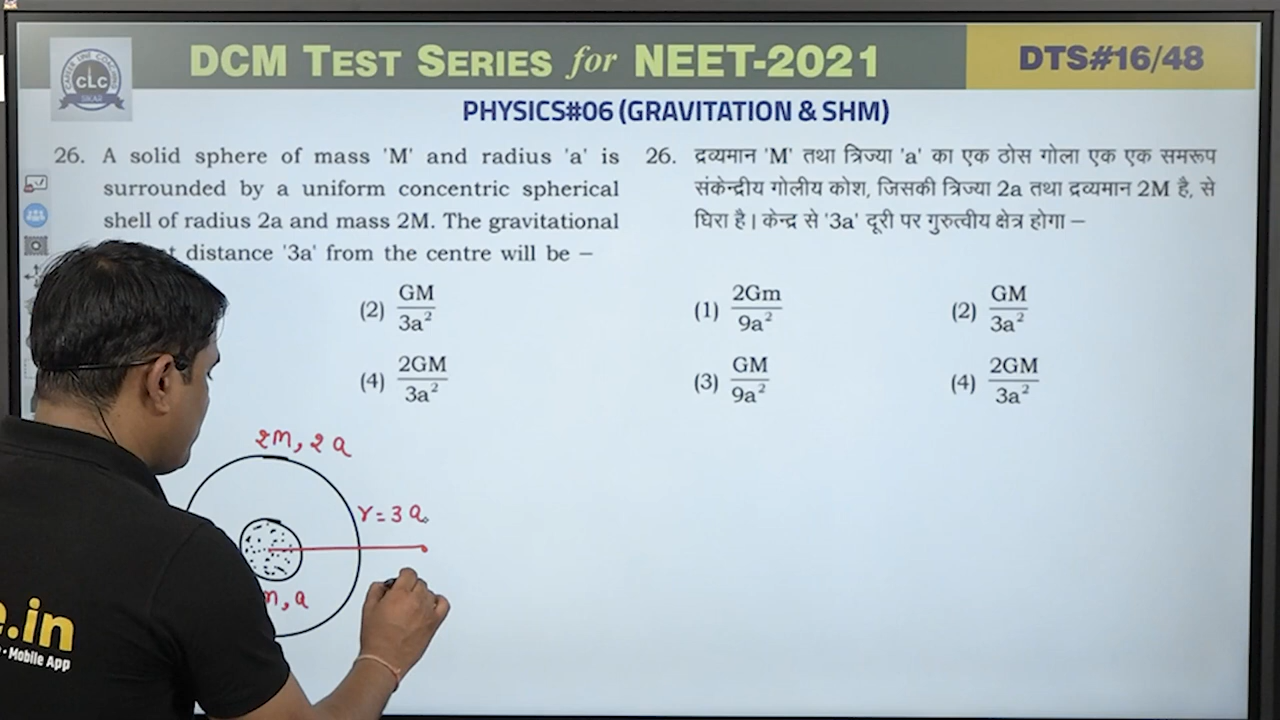 DCM TEST SERIES for NEET-2021
DTS#16/48
CLC
SIKAR
PHYSICS#06 (GRAVITATION & SHM)
26. A solid sphere of mass 'M' and radius 'a' is
surrounded by a uniform concentric spherical
shell of radius 2a and mass 2M. The gravitational
distance '3a' from the centre will be –
(2) GM/3a²
(4) 2GM/3a²
26. द्रव्यमान 'M' तथा त्रिज्या 'a' का एक ठोस गोला एक एक समरूप
संकेन्द्रीय गोलीय कोश, जिसकी त्रिज्या 2a तथा द्रव्यमान 2M है, से
घिरा है। केन्द्र से '3a' दूरी पर गुरुत्वीय क्षेत्र होगा –
(1) 2Gm/9a² (2) GM/3a²
(3) GM/9a² (4) 2GM/3a²
2M, 2a
r=3a
m, a
e.in
• Mobile App